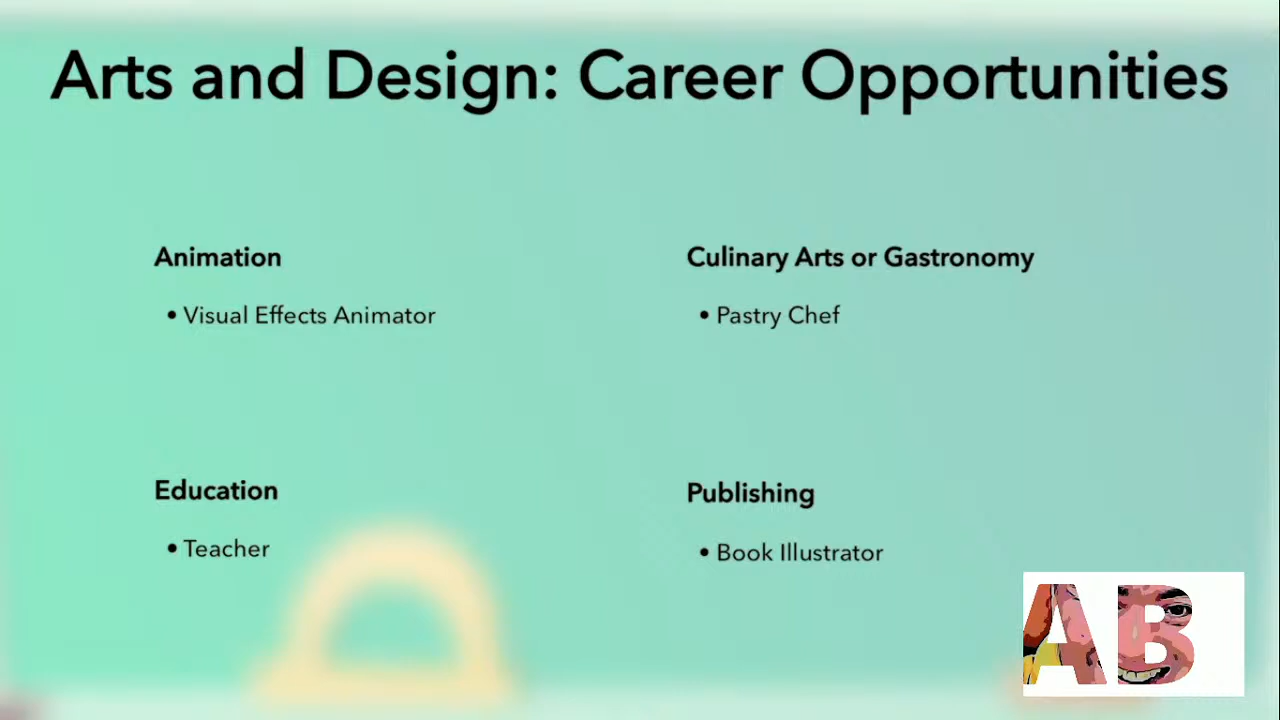 Arts and Design: Career Opportunities
Animation
• Visual Effects Animator
Culinary Arts or Gastronomy
• Pastry Chef
Education
• Teacher
Publishing
• Book Illustrator
AB